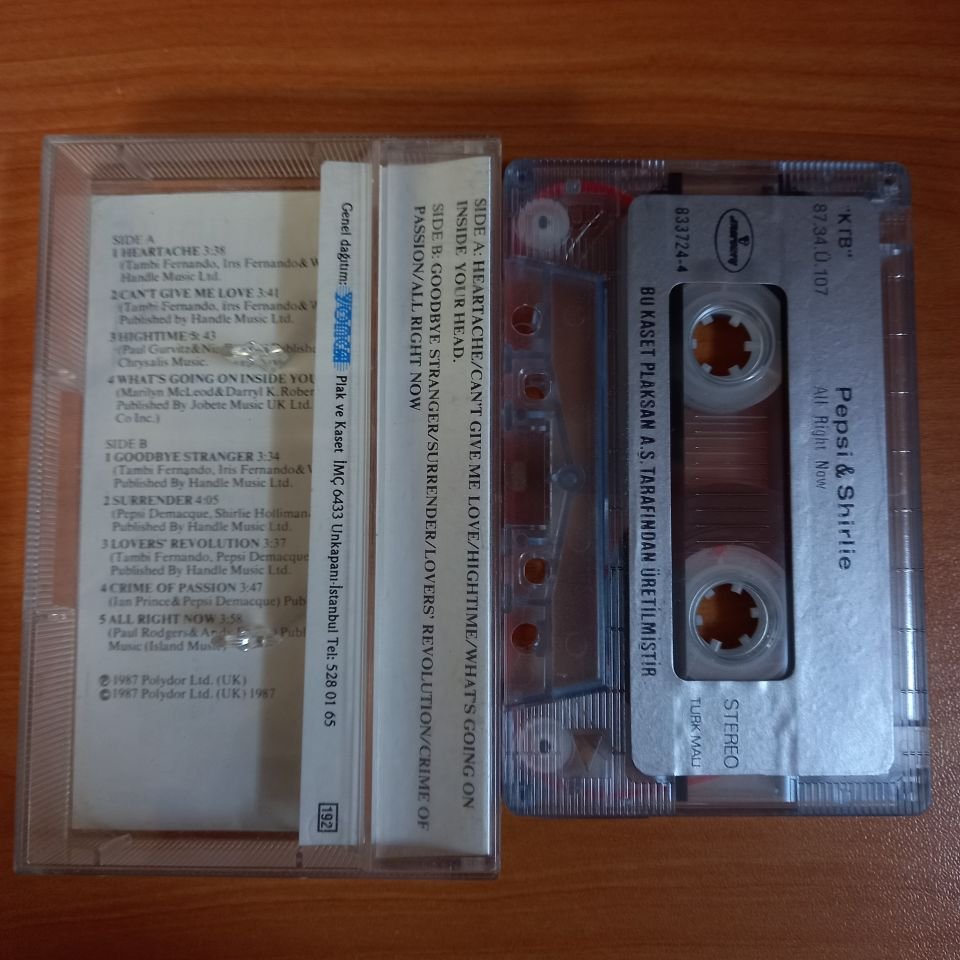 SIDE A
1 HEARTACHE 3:38
(Tambi Fernando, Iris Fernando &
Handle Music Ltd.
2 CAN'T GIVE ME LOVE 3:41
(Tambi Fernando, Iris Fernando &
Published by Handle Music Ltd.
3 HIGHTIME 5: 43
(Paul Gurvitz &
Chrysalis Music.
4 WHAT'S GOING ON INSIDE YOU
(Marilyn McLeod & Darryl K. Rober
Published By Jobete Music UK Ltd.
Co Inc.)
SIDE B
1 GOODBYE STRANGER 3:34
(Tambi Fernando, Iris Fernando &
Published By Handle Music Ltd.
2 SURRENDER 4:05
(Pepsi Demacque, Shirlie Holliman
Published By Handle Music Ltd.
3 LOVERS' REVOLUTION 3:37
(Tambi Fernando, Pepsi Demacque
Published By Handle Music Ltd.
4 CRIME OF PASSION 3:47
(Ian Prince & Pepsi Demacque) Pub
5 ALL RIGHT NOW 3:58
(Paul Rodgers &
Music (Island
℗ 1987 Polydor Ltd. (UK)
© 1987 Polydor Ltd. (UK) 1987
Genel dağıtım: Yonca Plak ve Kaset İMÇ 6433 Unkapanı-İstanbul Tel: 528 01 65
192
SIDE A: HEARTACHE/CAN'T GIVE ME LOVE/HIGHTIME/WHAT'S GOING ON
INSIDE YOUR HEAD.
SIDE B: GOODBYE STRANGER/SURRENDER/LOVERS' REVOLUTION/CRIME OF
PASSION/ALL RIGHT NOW
"KTB"
87.34.Ü.107
Pepsi & Shirlie
All Right Now
mercury
833724-4
STEREO
TÜRK MALI
BU KASET PLAKSAN A.Ş. TARAFINDAN ÜRETİLMİŞTİR